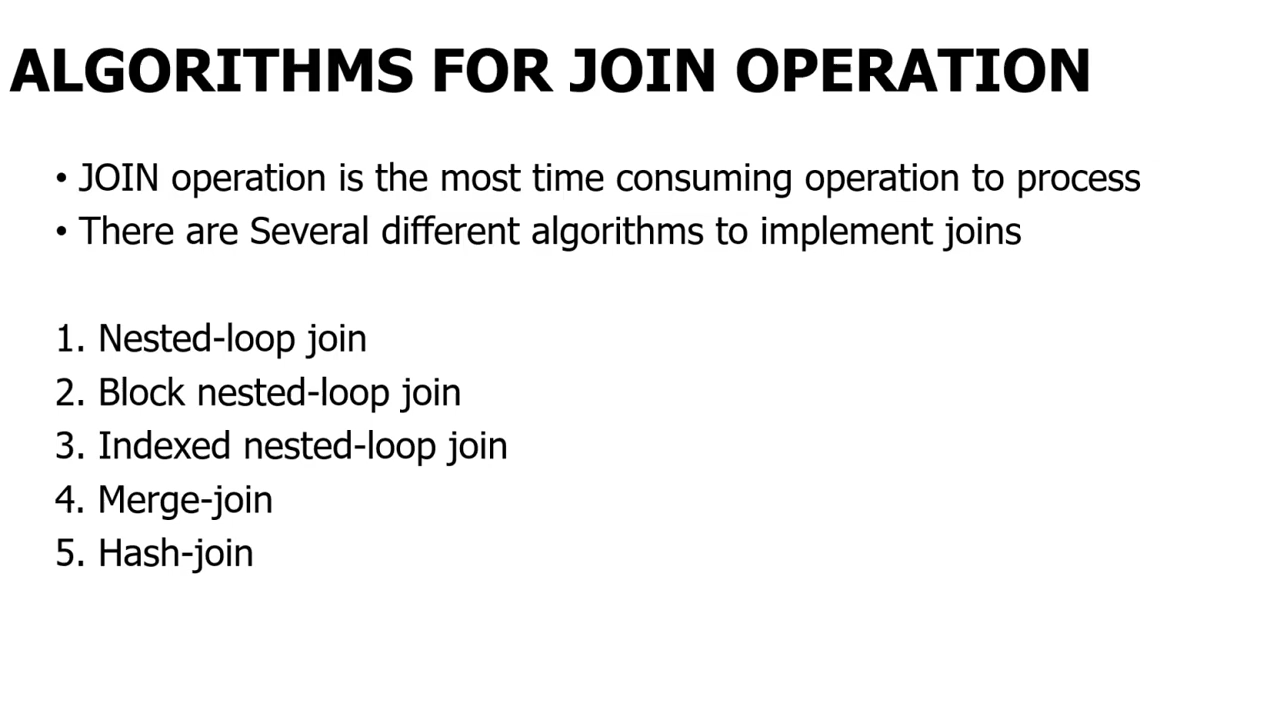 ALGORITHMS FOR JOIN OPERATION
• JOIN operation is the most time consuming operation to process
• There are Several different algorithms to implement joins
1. Nested-loop join
2. Block nested-loop join
3. Indexed nested-loop join
4. Merge-join
5. Hash-join